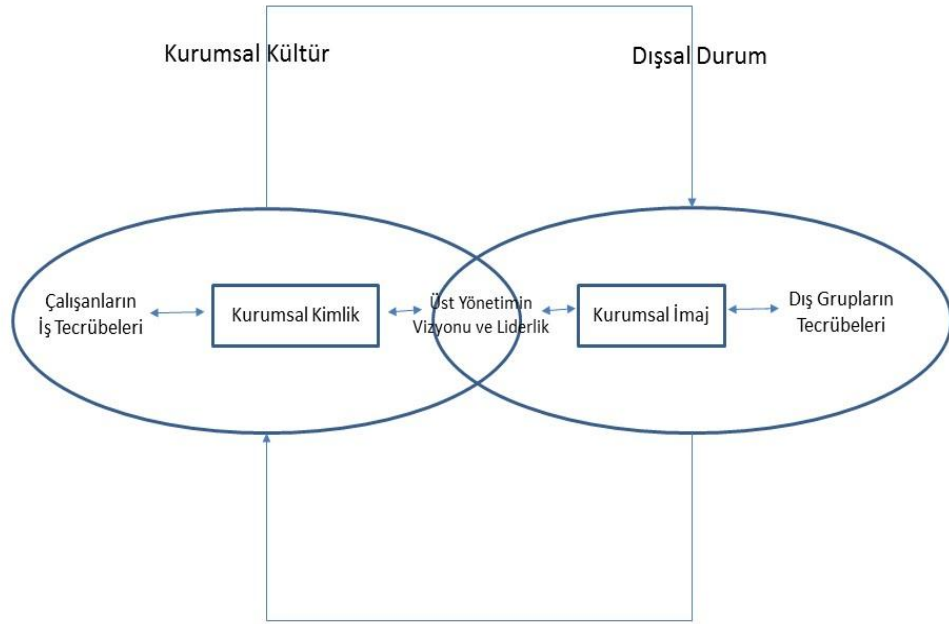 Kurumsal Kültür
Dışsal Durum
Çalışanların
İş Tecrübeleri
Kurumsal Kimlik
Üst Yönetimin
Vizyonu ve Liderlik
Kurumsal İmaj
Dış Grupların
Tecrübeleri